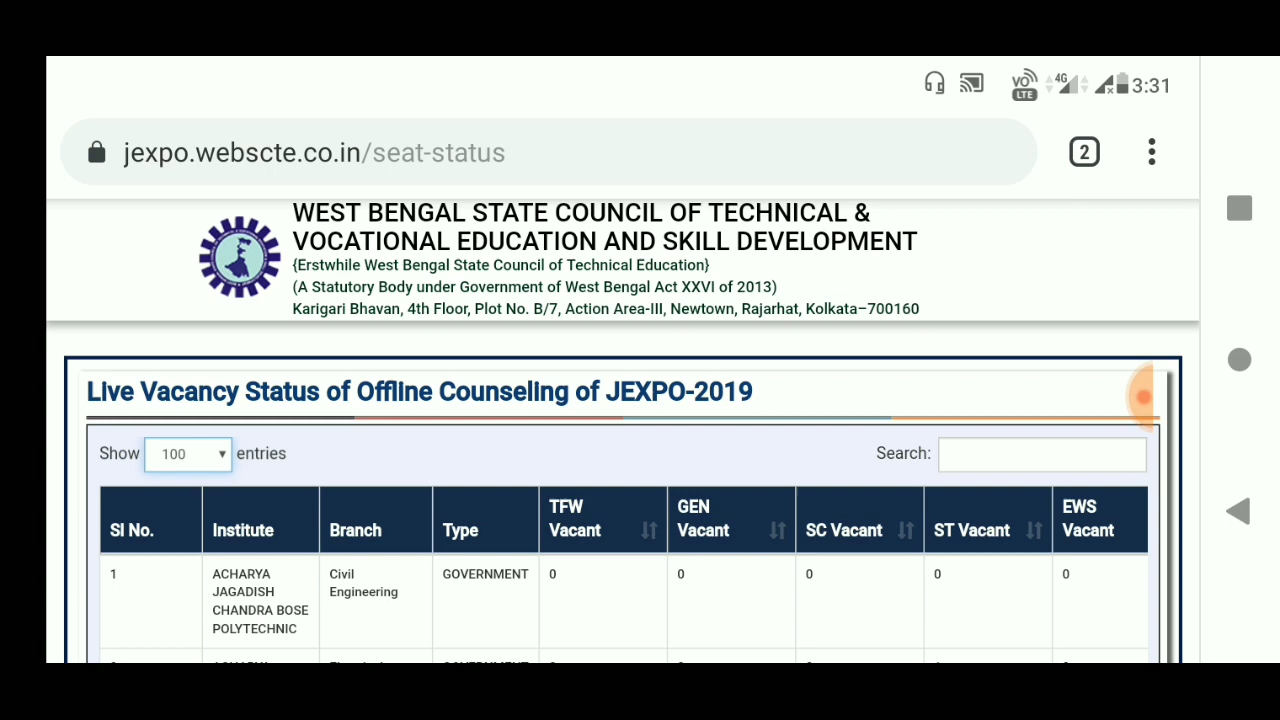 VO LTE 4G 3:31
jexpo.webscte.co.in/seat-status 2
WEST BENGAL STATE COUNCIL OF TECHNICAL &
VOCATIONAL EDUCATION AND SKILL DEVELOPMENT
{Erstwhile West Bengal State Council of Technical Education}
(A Statutory Body under Government of West Bengal Act XXVI of 2013)
Karigari Bhavan, 4th Floor, Plot No. B/7, Action Area-III, Newtown, Rajarhat, Kolkata–700160
Live Vacancy Status of Offline Counseling of JEXPO-2019
Show 100 entries Search:
TFW GEN EWS
Sl No. Institute Branch Type Vacant Vacant SC Vacant ST Vacant Vacant
1 ACHARYA Civil GOVERNMENT 0 0 0 0 0
JAGADISH Engineering
CHANDRA BOSE
POLYTECHNIC